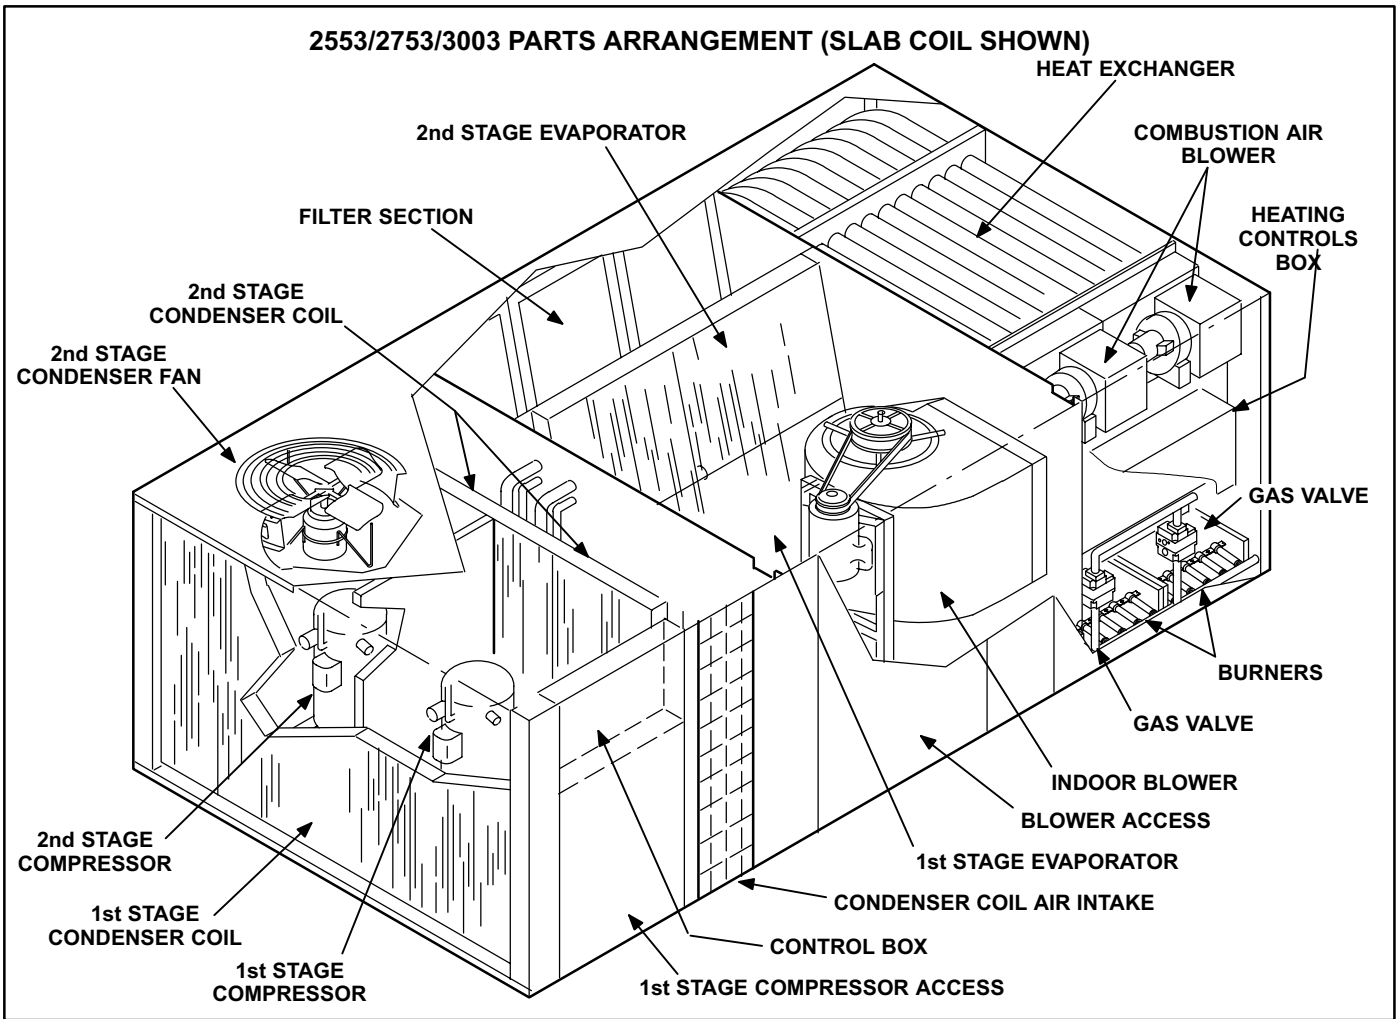 2553/2753/3003 PARTS ARRANGEMENT (SLAB COIL SHOWN)
HEAT EXCHANGER
2nd STAGE EVAPORATOR
COMBUSTION AIR
BLOWER
FILTER SECTION
HEATING
CONTROLS
BOX
2nd STAGE
CONDENSER COIL
2nd STAGE
CONDENSER FAN
GAS VALVE
BURNERS
GAS VALVE
INDOOR BLOWER
BLOWER ACCESS
1st STAGE EVAPORATOR
CONDENSER COIL AIR INTAKE
CONTROL BOX
1st STAGE COMPRESSOR ACCESS
2nd STAGE
COMPRESSOR
1st STAGE
CONDENSER COIL
1st STAGE
COMPRESSOR